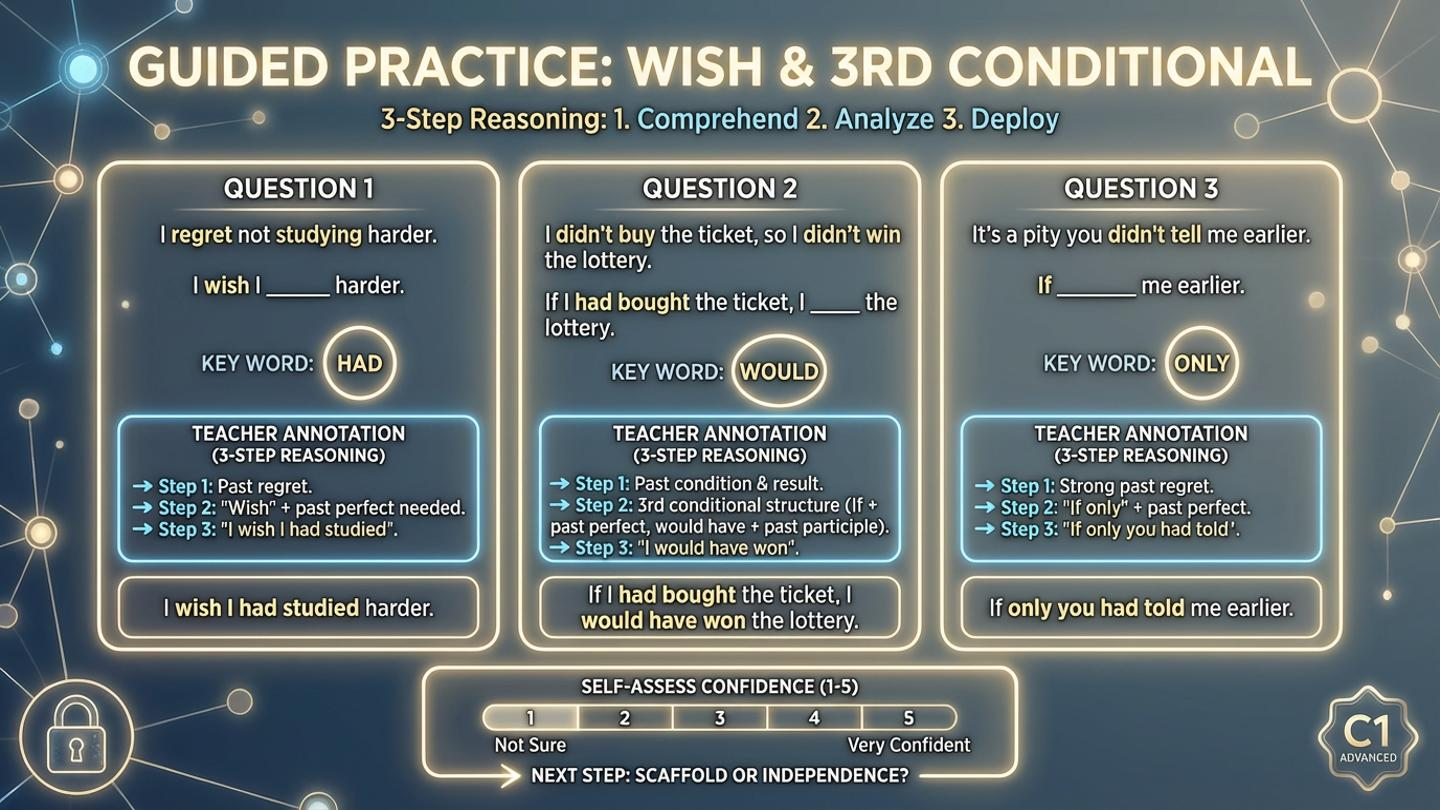 GUIDED PRACTICE: WISH & 3RD CONDITIONAL
3-Step Reasoning: 1. Comprehend 2. Analyze 3. Deploy
QUESTION 1
I regret not studying harder.
I wish I ______ harder.
KEY WORD: HAD
TEACHER ANNOTATION
(3-STEP REASONING)
→ Step 1: Past regret.
→ Step 2: "Wish" + past perfect needed.
→ Step 3: "I wish I had studied".
I wish I had studied harder.
QUESTION 2
I didn't buy the ticket, so I didn't win
the lottery.
If I had bought the ticket, I ____ the
lottery.
KEY WORD: WOULD
TEACHER ANNOTATION
(3-STEP REASONING)
→ Step 1: Past condition & result.
→ Step 2: 3rd conditional structure (If +
past perfect, would have + past participle).
→ Step 3: "I would have won".
If I had bought the ticket, I
would have won the lottery.
QUESTION 3
It's a pity you didn't tell me earlier.
If _______ me earlier.
KEY WORD: ONLY
TEACHER ANNOTATION
(3-STEP REASONING)
→ Step 1: Strong past regret.
→ Step 2: "If only" + past perfect.
→ Step 3: "If only you had told'.
If only you had told me earlier.
SELF-ASSESS CONFIDENCE (1-5)
1 2 3 4 5
Not Sure Very Confident
NEXT STEP: SCAFFOLD OR INDEPENDENCE?
C1
ADVANCED